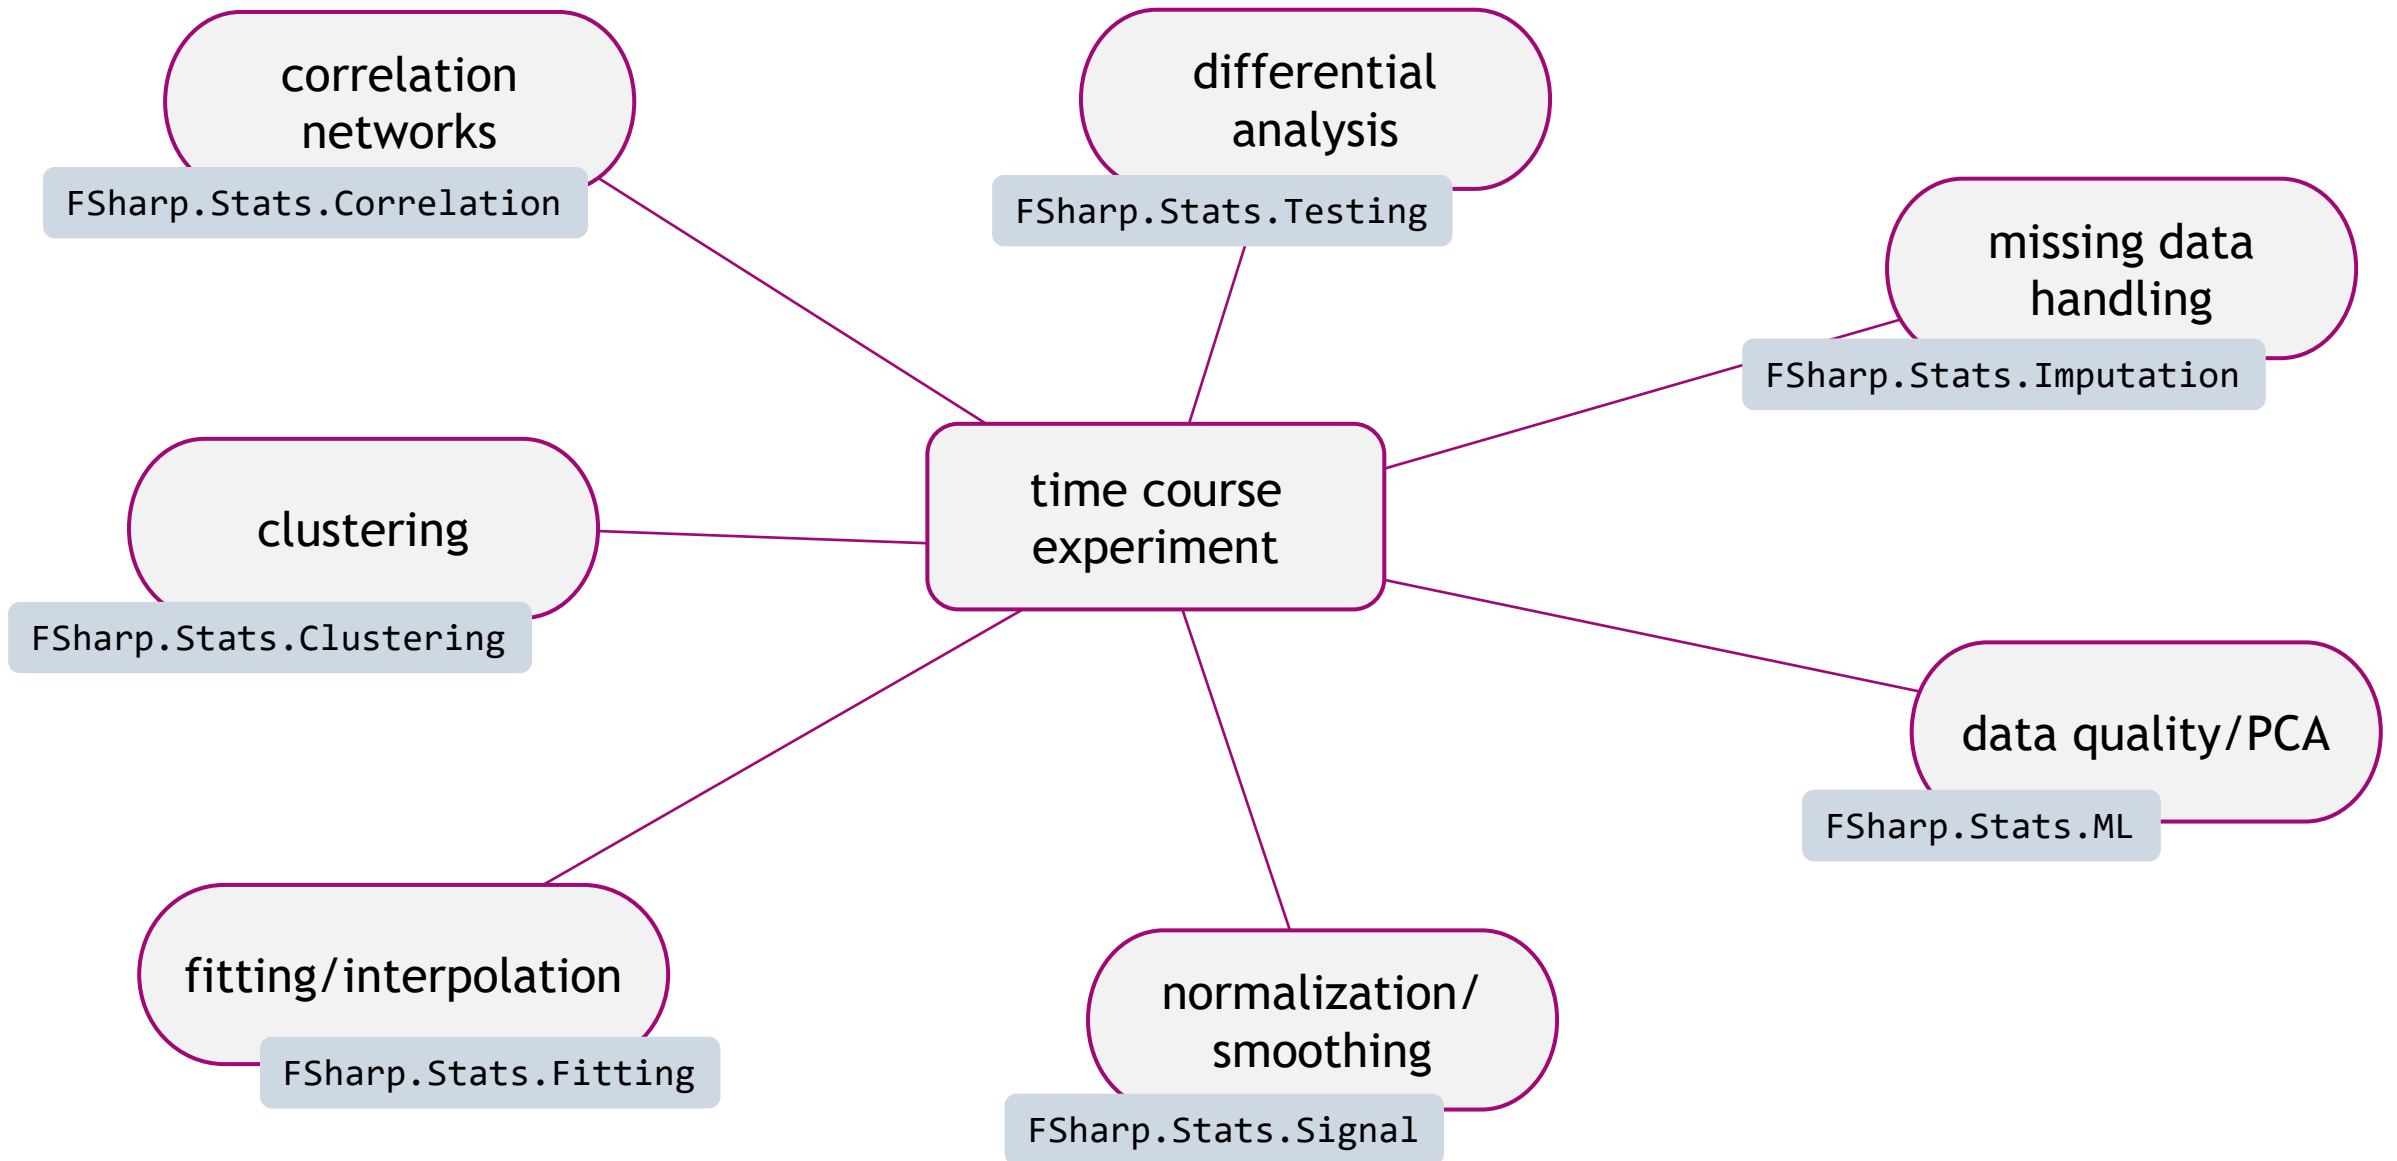 correlation
networks
FSharp.Stats.Correlation
differential
analysis
FSharp.Stats.Testing
missing data
handling
FSharp.Stats.Imputation
time course
experiment
clustering
FSharp.Stats.Clustering
data quality/PCA
FSharp.Stats.ML
fitting/interpolation
FSharp.Stats.Fitting
normalization/
smoothing
FSharp.Stats.Signal